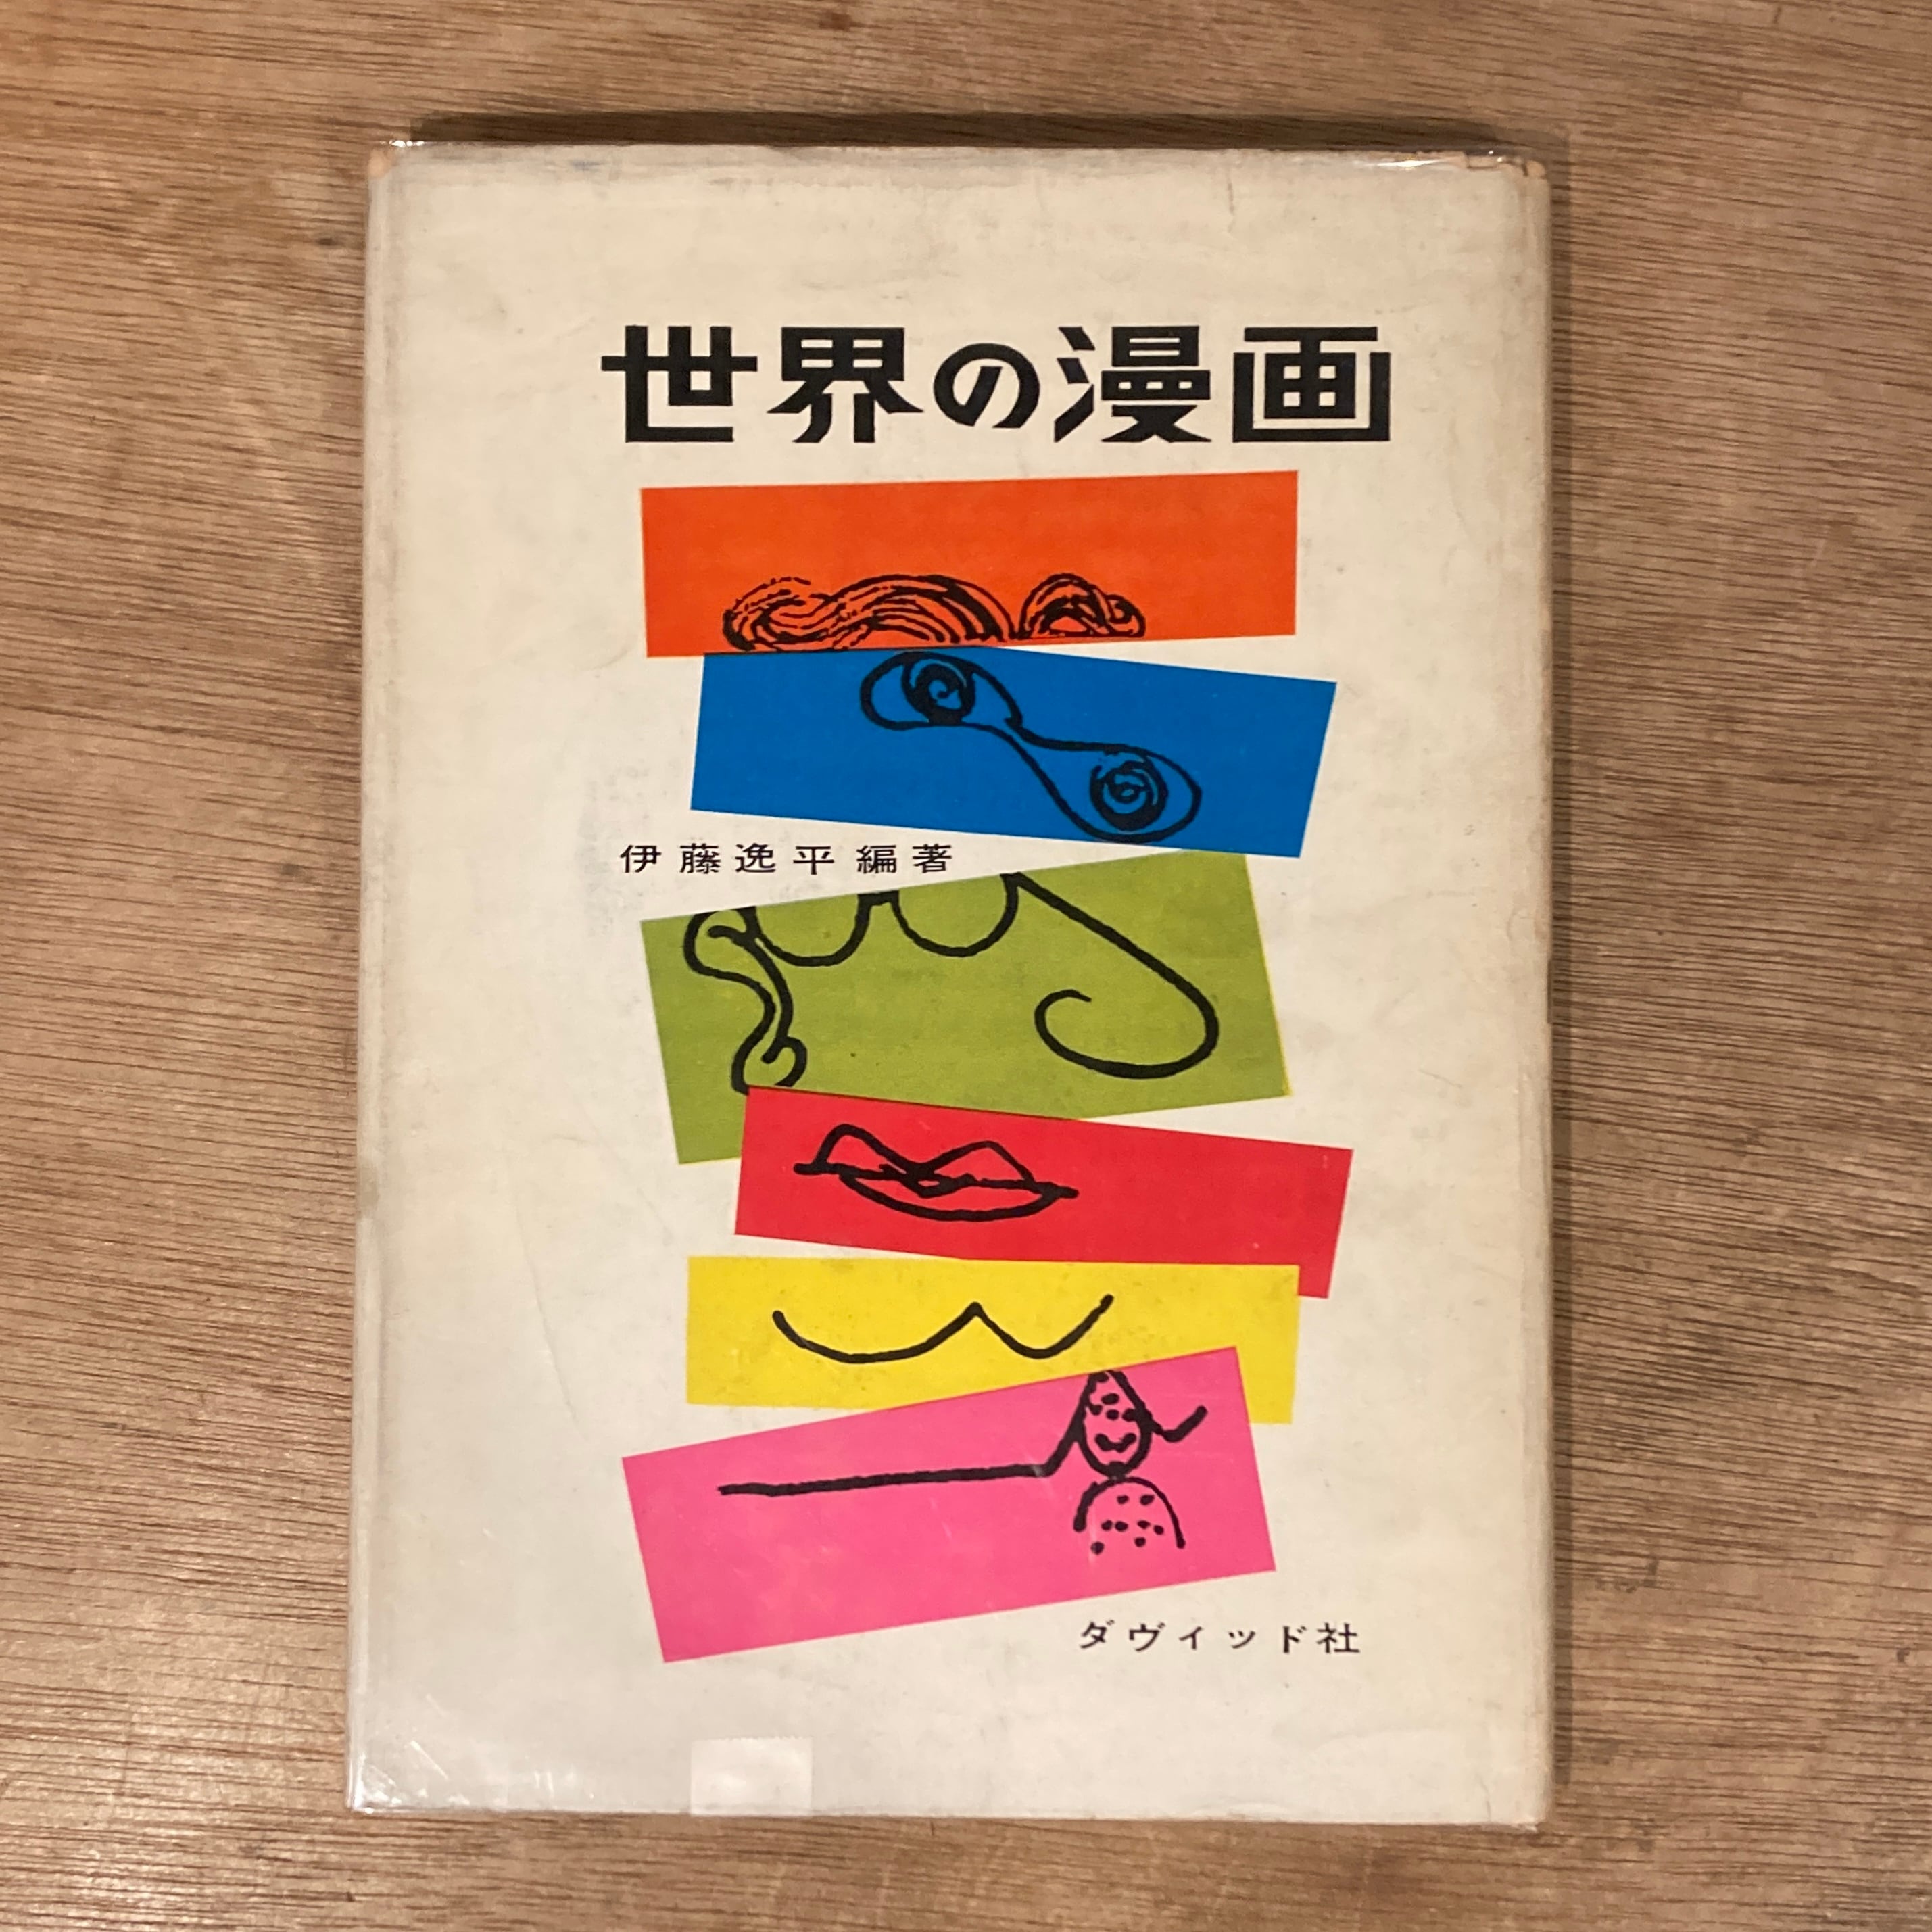 世界の漫画
伊藤逸平編著
ダヴィッド社